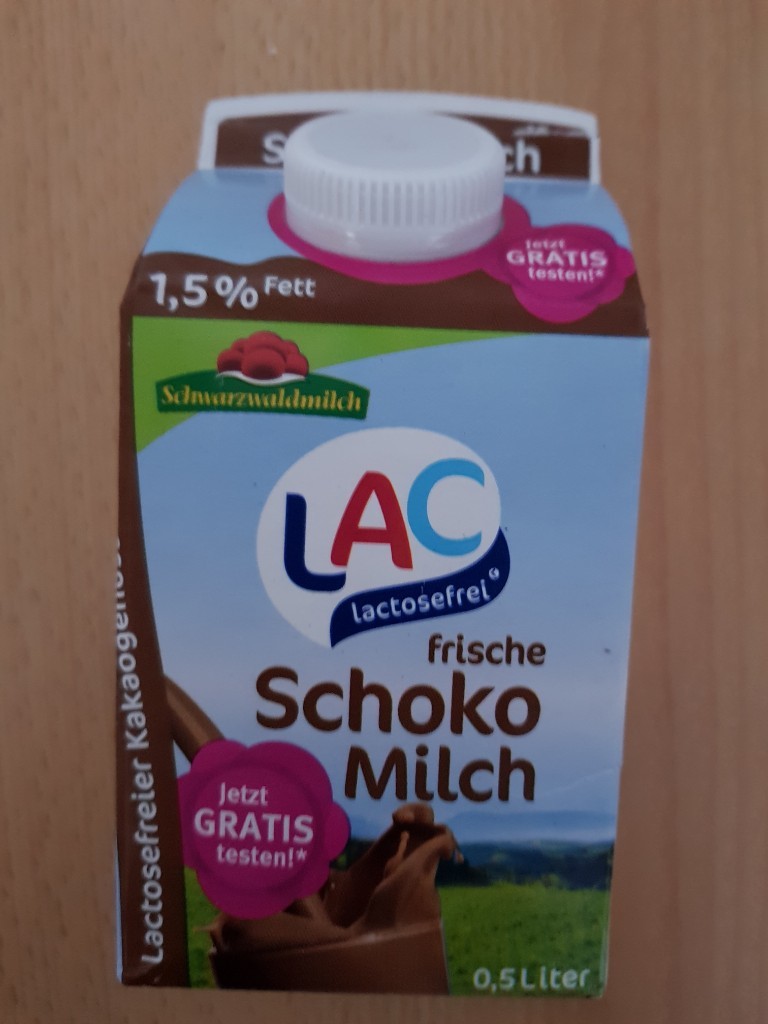 1,5% Fett
Jetzt
GRATIS
testen!*
Schwarzwaldmilch
LAC
lactosefrei
frische
Schoko
Milch
Jetzt
GRATIS
testen!*
Lactosefreier
0,5 Liter